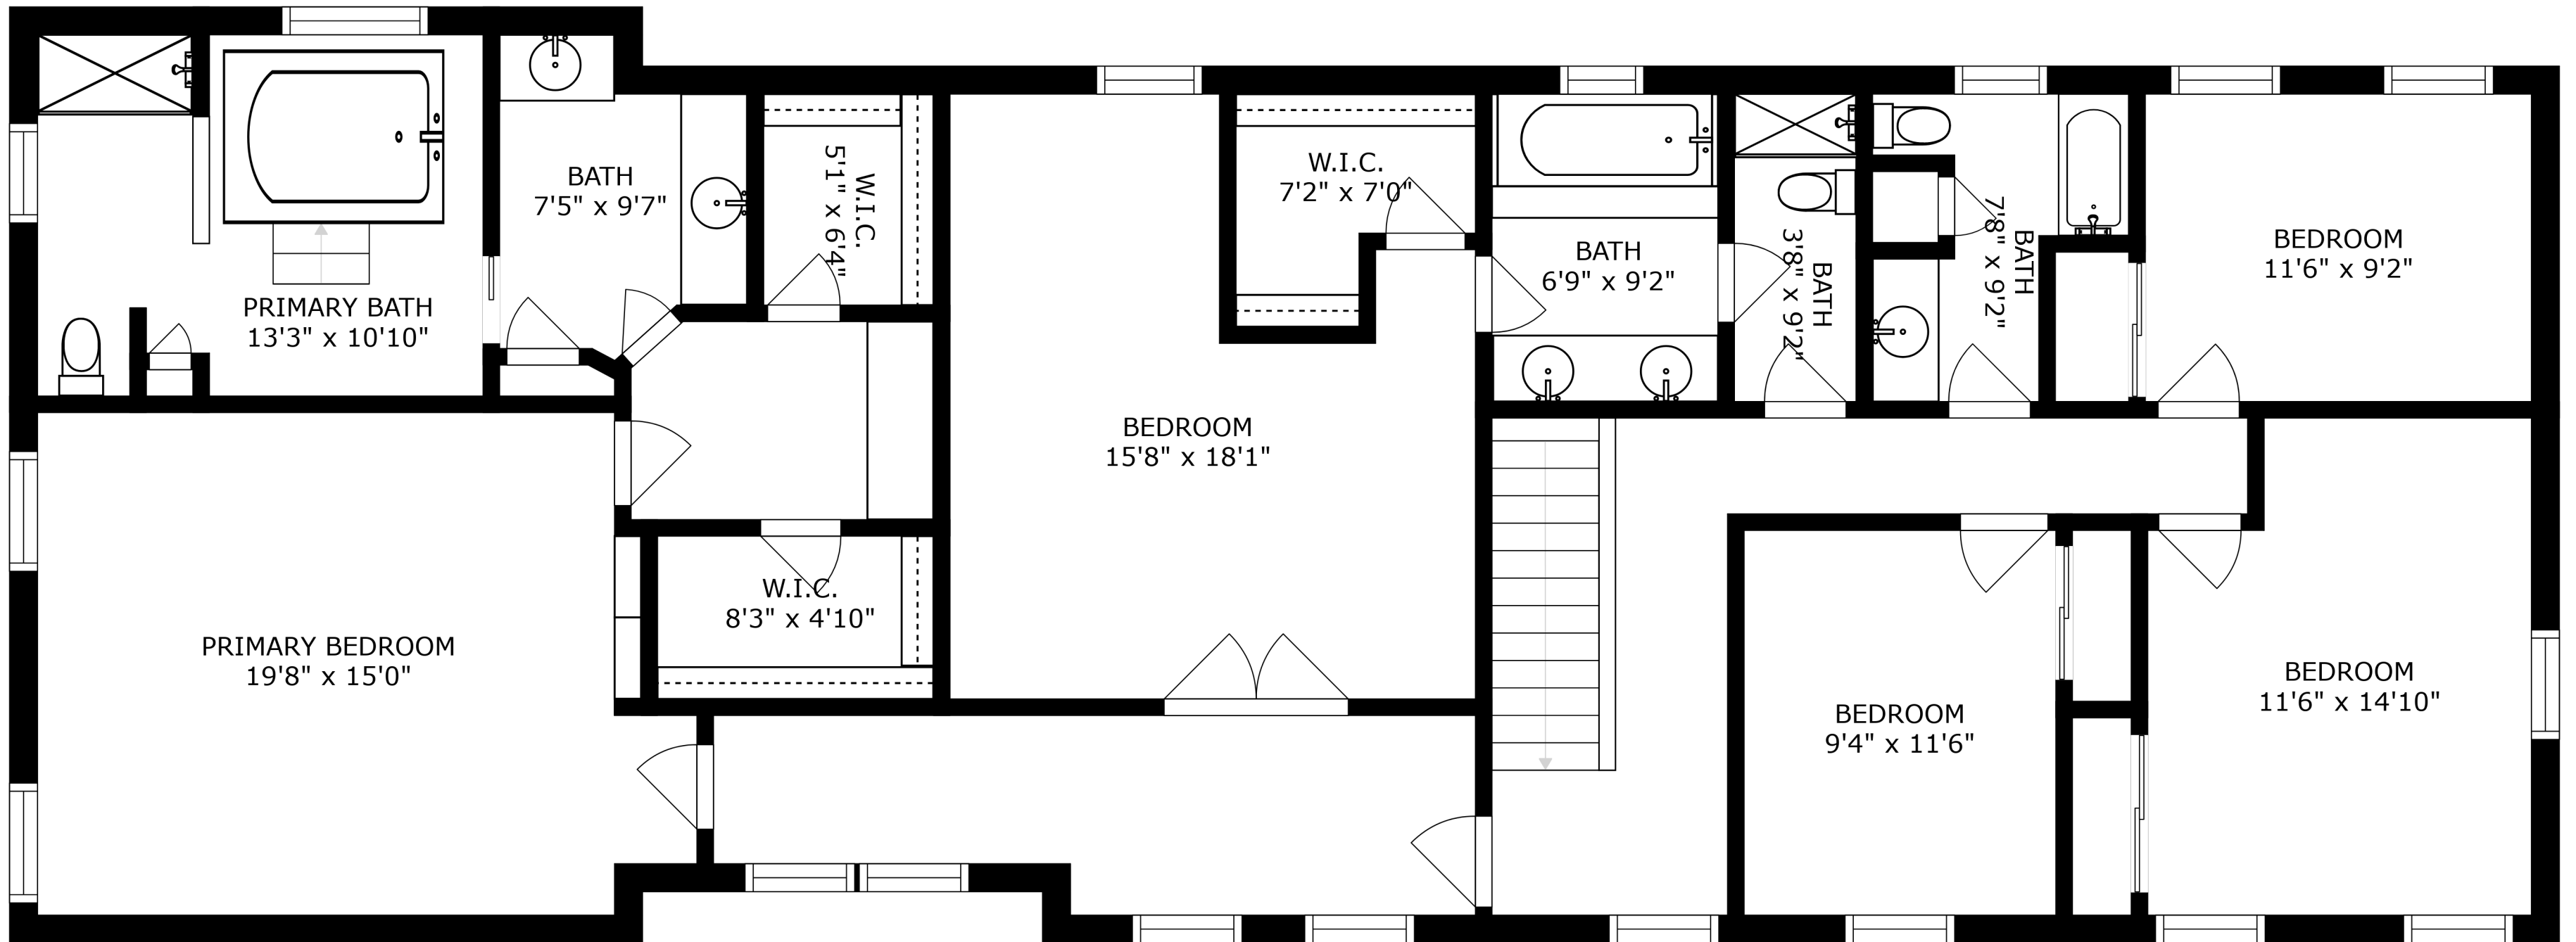 PRIMARY BATH
13'3" x 10'10"
BATH
7'5" x 9'7"
W.I.C.
5'1" x 6'4"
W.I.C.
7'2" x 7'0"
BATH
6'9" x 9'2"
BATH
3'8" x 9'2"
BATH
7'8" x 9'2"
BEDROOM
11'6" x 9'2"
BEDROOM
15'8" x 18'1"
PRIMARY BEDROOM
19'8" x 15'0"
W.I.C.
8'3" x 4'10"
BEDROOM
9'4" x 11'6"
BEDROOM
11'6" x 14'10"